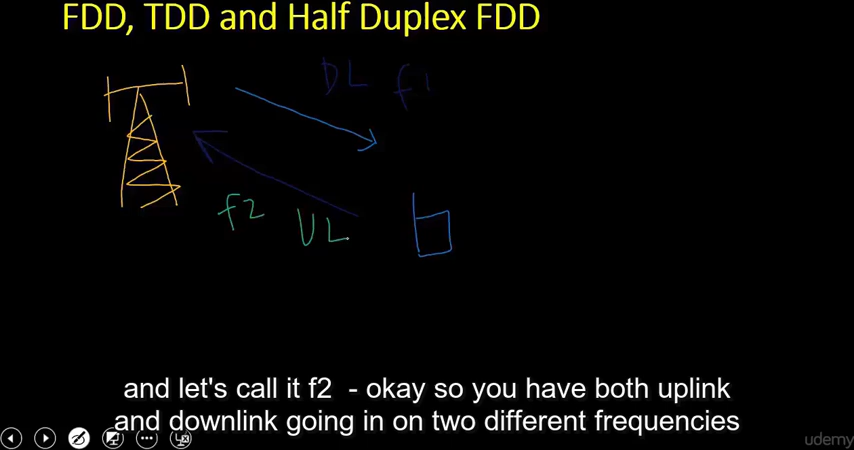 FDD, TDD and Half Duplex FDD
DL f1
f2 UL
and let's call it f2 - okay so you have both uplink
and downlink going in on two different frequencies
udemy